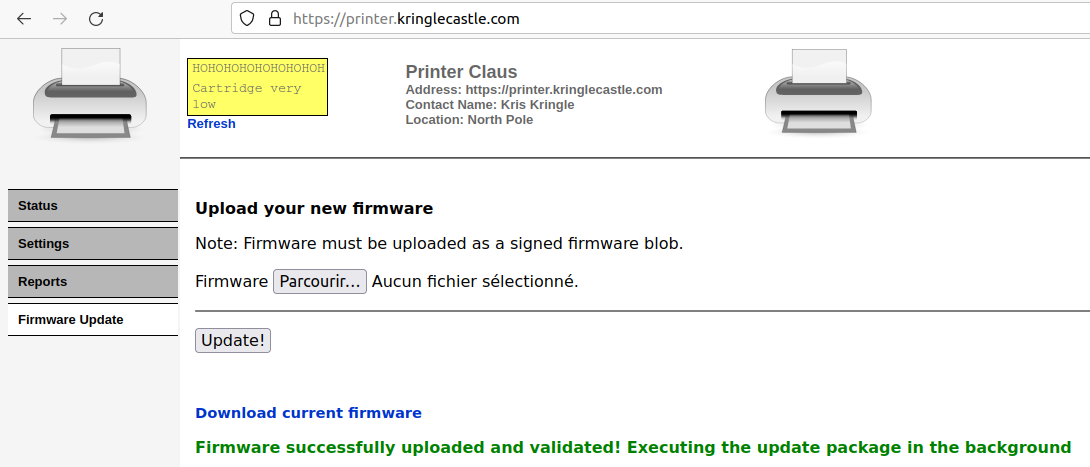 https://printer.kringlecastle.com
HOHOHOHOHOHOHOHOH
Cartridge very
low
Refresh
Printer Claus
Address: https://printer.kringlecastle.com
Contact Name: Kris Kringle
Location: North Pole
Status
Settings
Reports
Firmware Update
Upload your new firmware
Note: Firmware must be uploaded as a signed firmware blob.
Firmware Parcourir... Aucun fichier sélectionné.
Update!
Download current firmware
Firmware successfully uploaded and validated! Executing the update package in the background